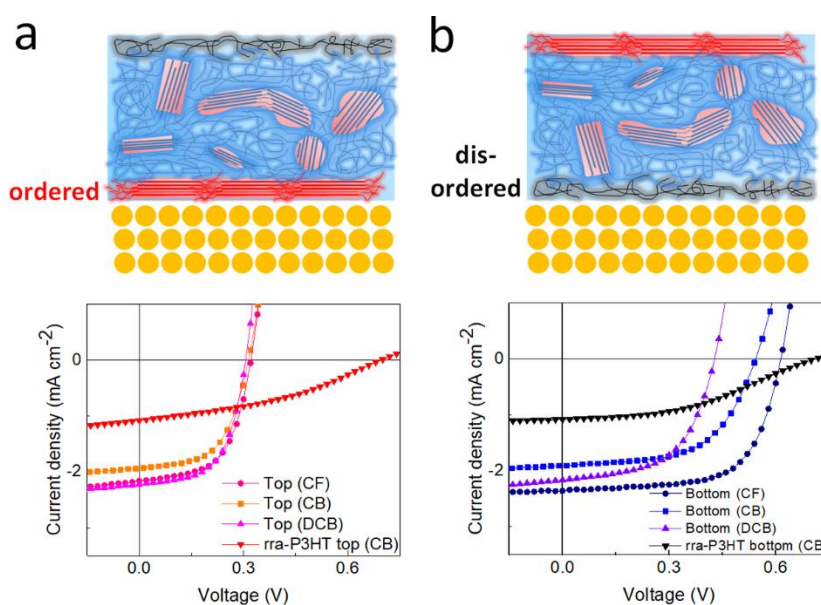 a
ordered
b
dis-
ordered
Current density (mA cm-2)
0
-2
Top (CF)
Top (CB)
Top (DCB)
rra-P3HT top (CB)
0.0
0.3
0.6
Voltage (V)
Current density (mA cm-2)
0
-2
Bottom (CF)
Bottom (CB)
Bottom (DCB)
rra-P3HT bottom (CB
0.0
0.3
0.6
Voltage (V)